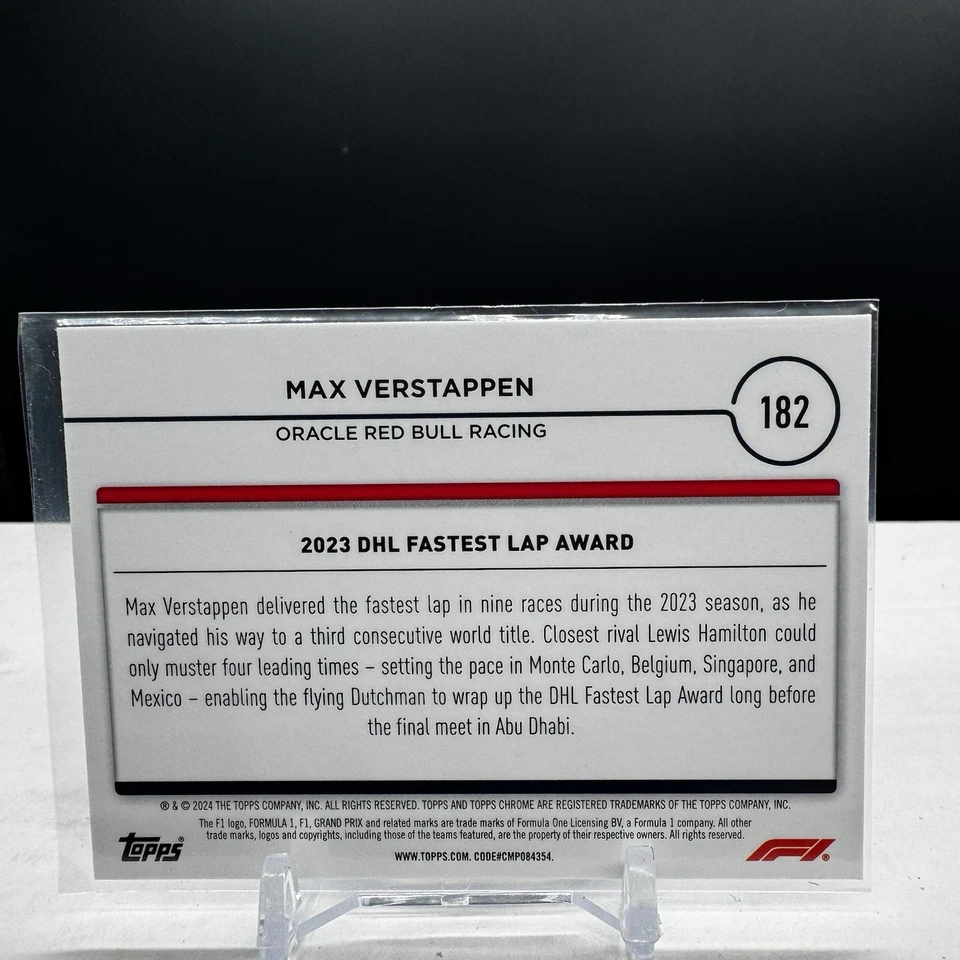 MAX VERSTAPPEN
182
ORACLE RED BULL RACING
2023 DHL FASTEST LAP AWARD
Max Verstappen delivered the fastest lap in nine races during the 2023 season, as he
navigated his way to a third consecutive world title. Closest rival Lewis Hamilton could
only muster four leading times – setting the pace in Monte Carlo, Belgium, Singapore, and
Mexico – enabling the flying Dutchman to wrap up the DHL Fastest Lap Award long before
the final meet in Abu Dhabi.
® & © 2024 THE TOPPS COMPANY, INC. ALL RIGHTS RESERVED. TOPPS AND TOPPS CHROME ARE REGISTERED TRADEMARKS OF THE TOPPS COMPANY, INC.
The F1 logo, FORMULA 1, F1, GRAND PRIX and related marks are trade marks of Formula One Licensing BV, a Formula 1 company. All other
trade marks, logos and copyrights, including those of the teams featured, are the property of their respective owners. All rights reserved.
Topps®
WWW.TOPPS.COM. CODE#CMP084354.
F1®